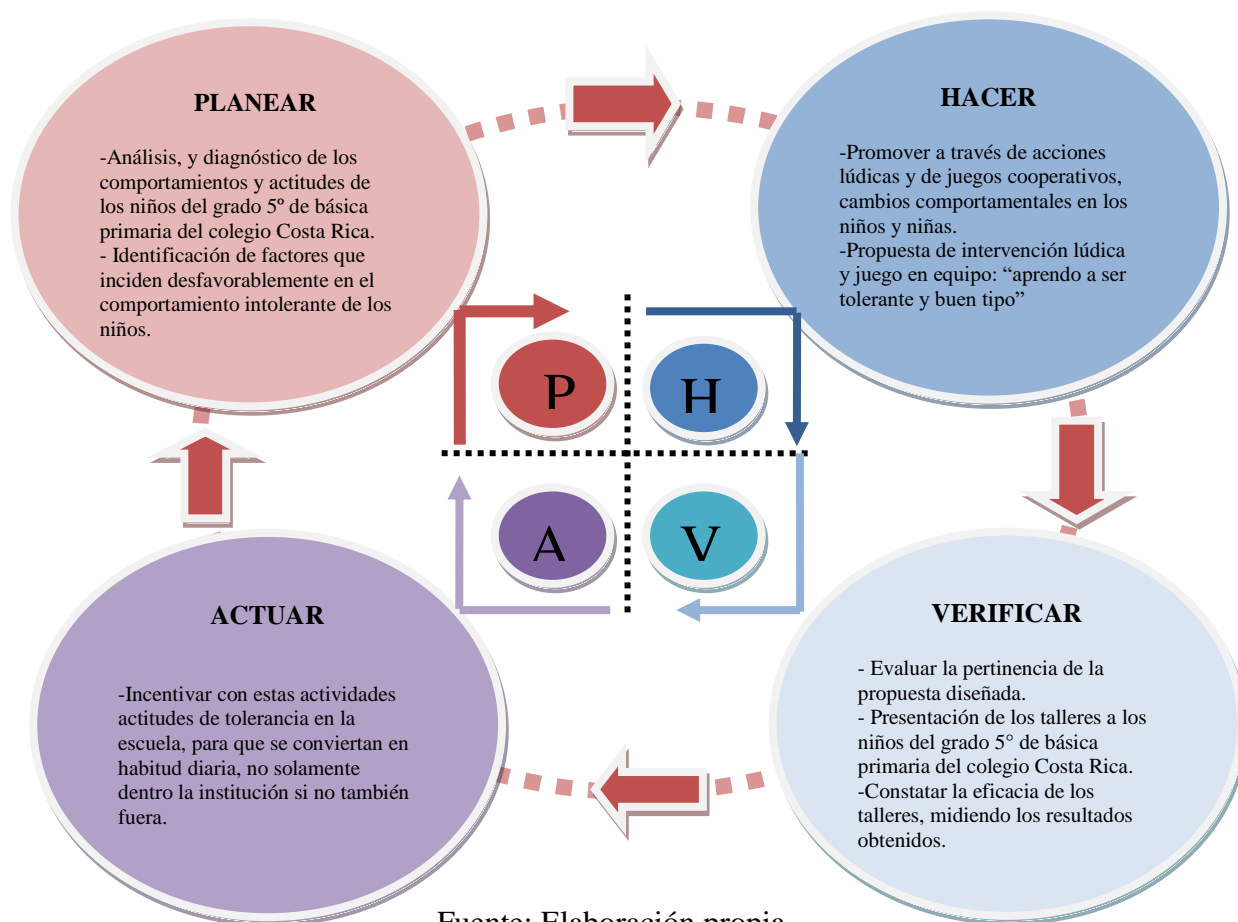 PLANEAR
-Análisis, y diagnóstico de los
comportamientos y actitudes de
los niños del grado 5º de básica
primaria del colegio Costa Rica.
- Identificación de factores que
inciden desfavorablemente en el
comportamiento intolerante de los
niños.
HACER
-Promover a través de acciones
lúdicas y de juegos cooperativos,
cambios comportamentales en los
niños y niñas.
-Propuesta de intervención lúdica
y juego en equipo: “aprendo a ser
tolerante y buen tipo”
P
H
A
V
ACTUAR
-Incentivar con estas actividades
actitudes de tolerancia en la
escuela, para que se conviertan en
habitud diaria, no solamente
dentro la institución si no también
fuera.
VERIFICAR
- Evaluar la pertinencia de la
propuesta diseñada.
- Presentación de los talleres a los
niños del grado 5° de básica
primaria del colegio Costa Rica.
-Constatar la eficacia de los
talleres, midiendo los resultados
obtenidos.
Fuente: Elaboración propia